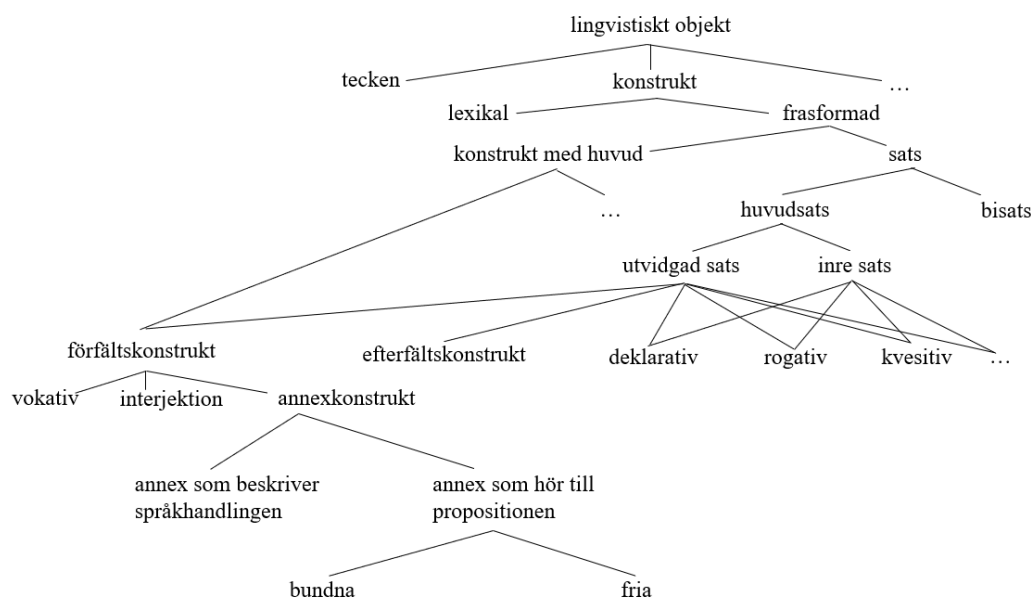 lingvistiskt objekt
tecken
konstrukt
…
lexikal
frasformad
konstrukt med huvud
sats
…
huvudsats
bisats
utvidgad sats
inre sats
förfältskonstrukt
efterfältskonstrukt
deklarativ
rogativ
kvesitiv
…
vokativ
interjektion
annexkonstrukt
annex som beskriver
språkhandlingen
annex som hör till
propositionen
bundna
fria